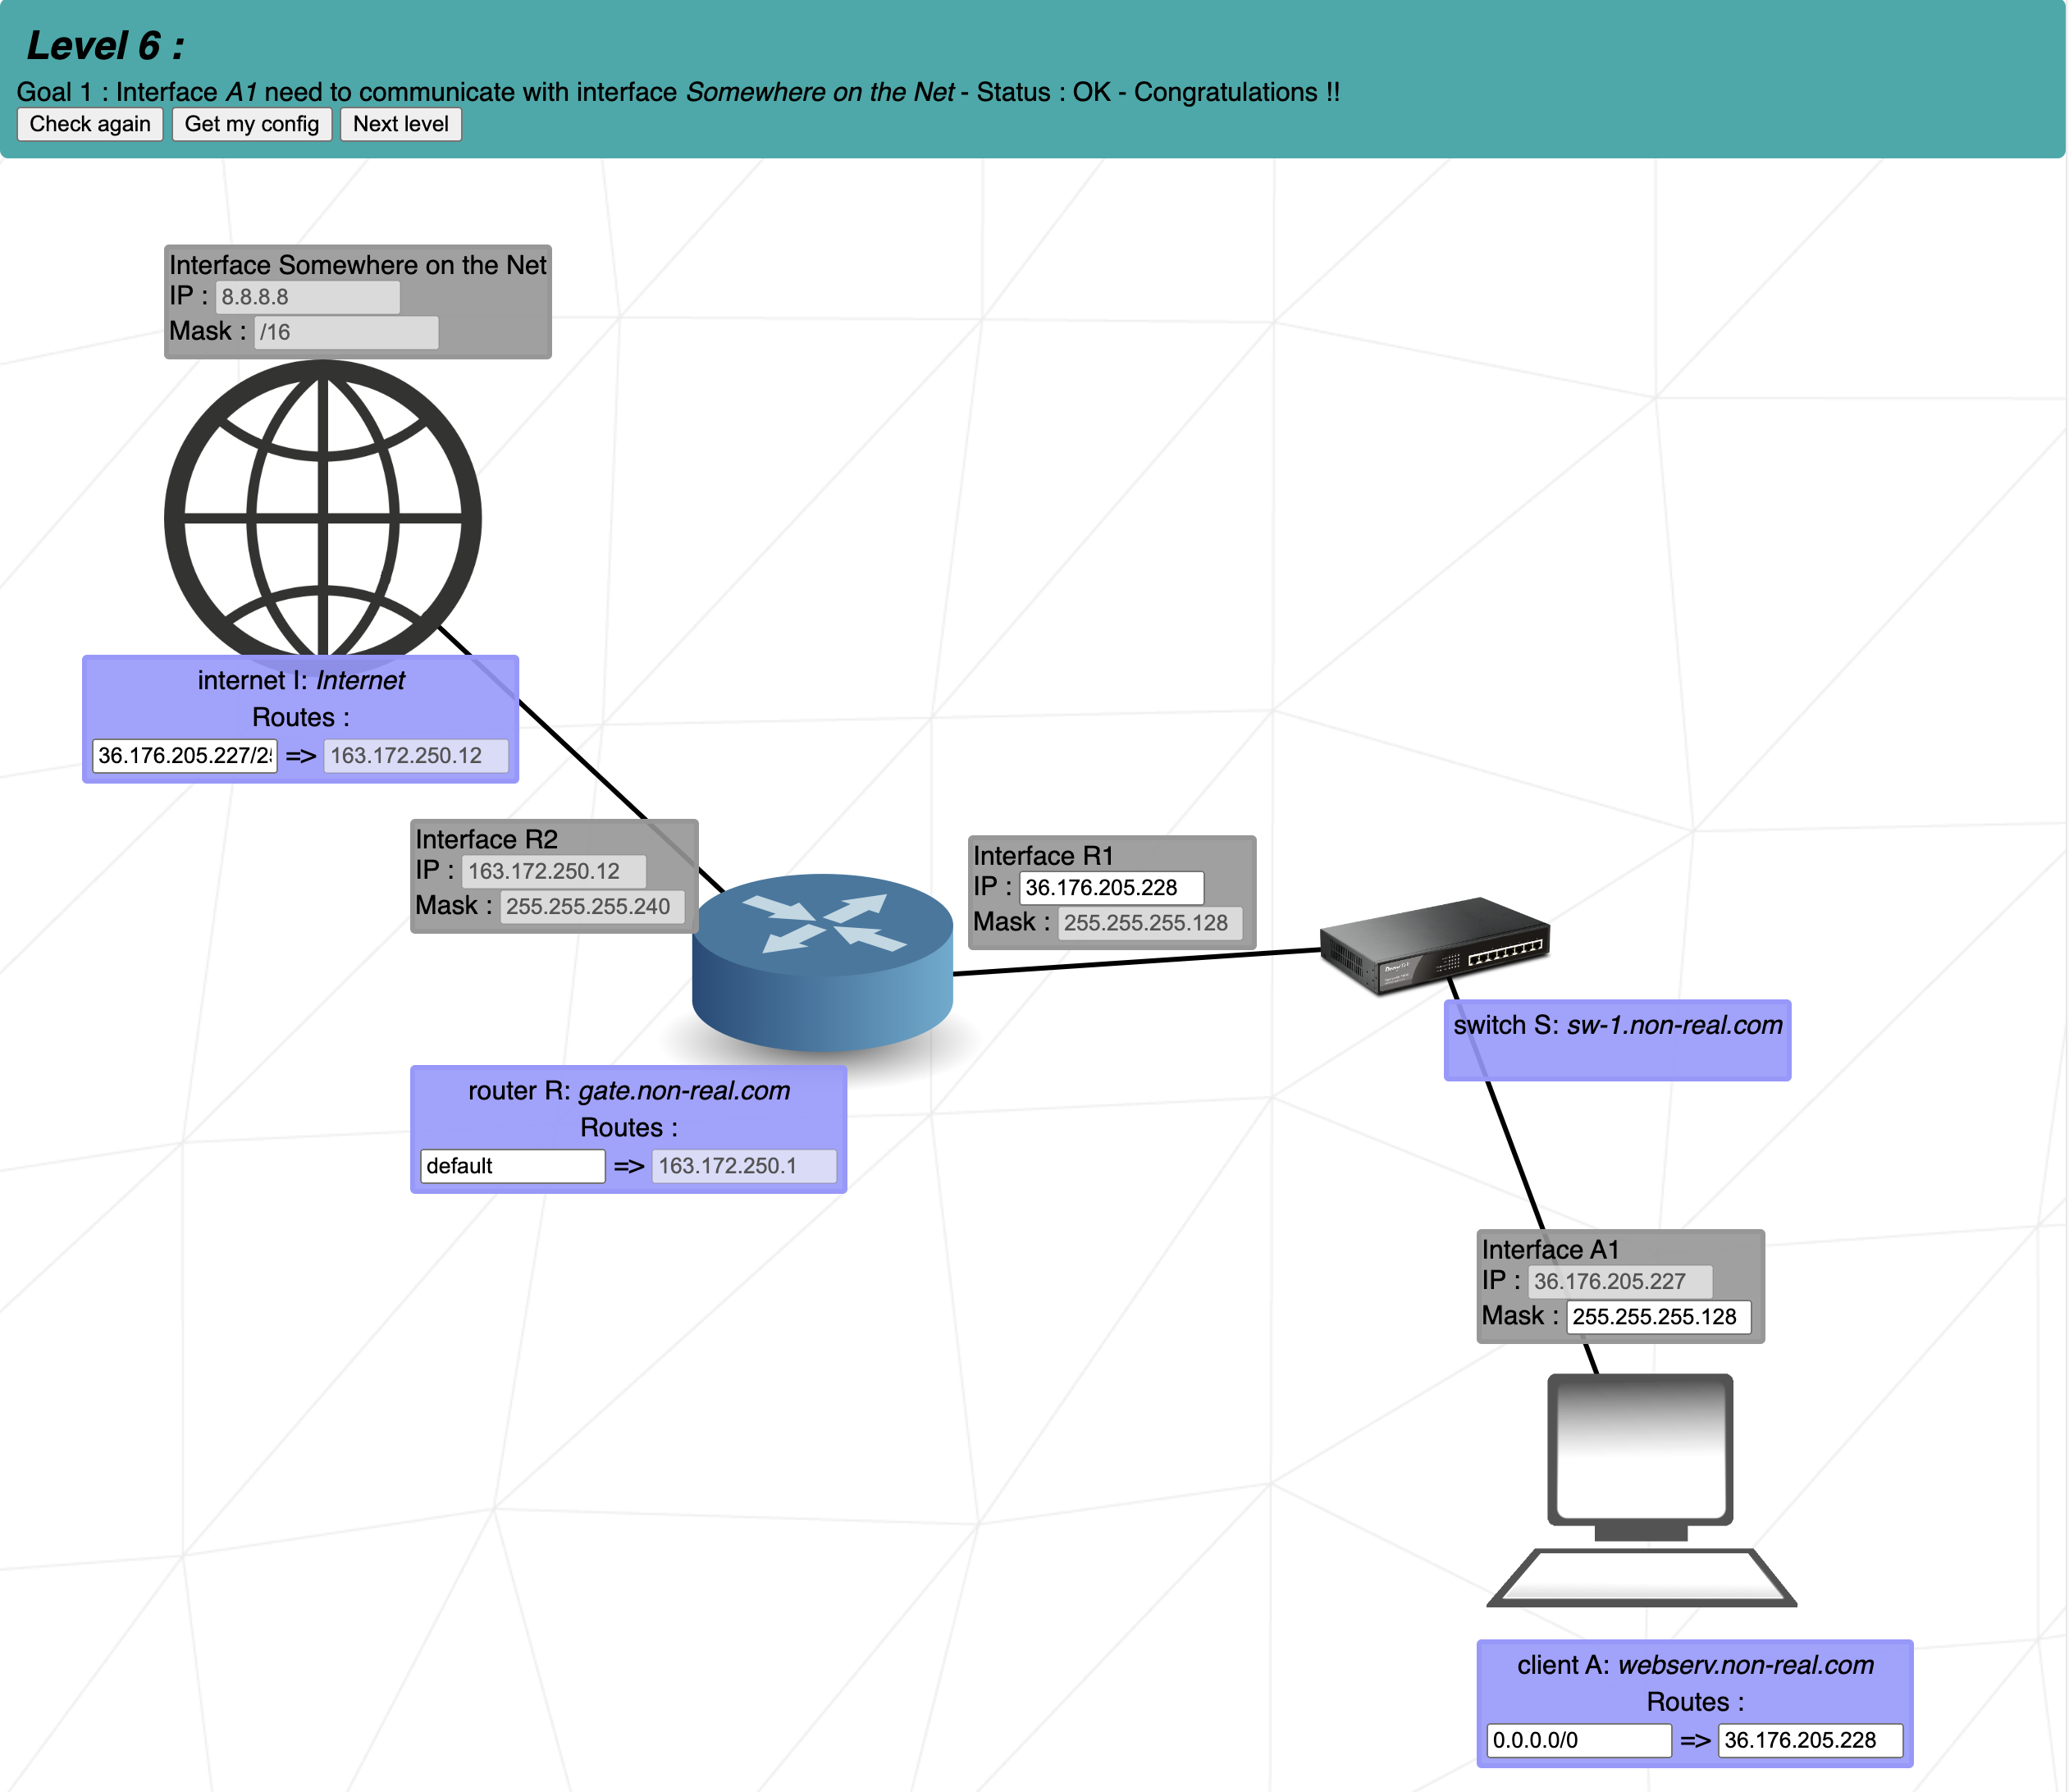 Level 6 :
Goal 1 : Interface A1 need to communicate with interface Somewhere on the Net - Status : OK - Congratulations !!
Check again Get my config Next level
Interface Somewhere on the Net
IP : 8.8.8.8
Mask : /16
internet I: Internet
Routes :
36.176.205.227/2 => 163.172.250.12
Interface R2
IP : 163.172.250.12
Mask : 255.255.255.240
Interface R1
IP : 36.176.205.228
Mask : 255.255.255.128
switch S: sw-1.non-real.com
router R: gate.non-real.com
Routes :
default => 163.172.250.1
Interface A1
IP : 36.176.205.227
Mask : 255.255.255.128
client A: webserv.non-real.com
Routes :
0.0.0.0/0 => 36.176.205.228